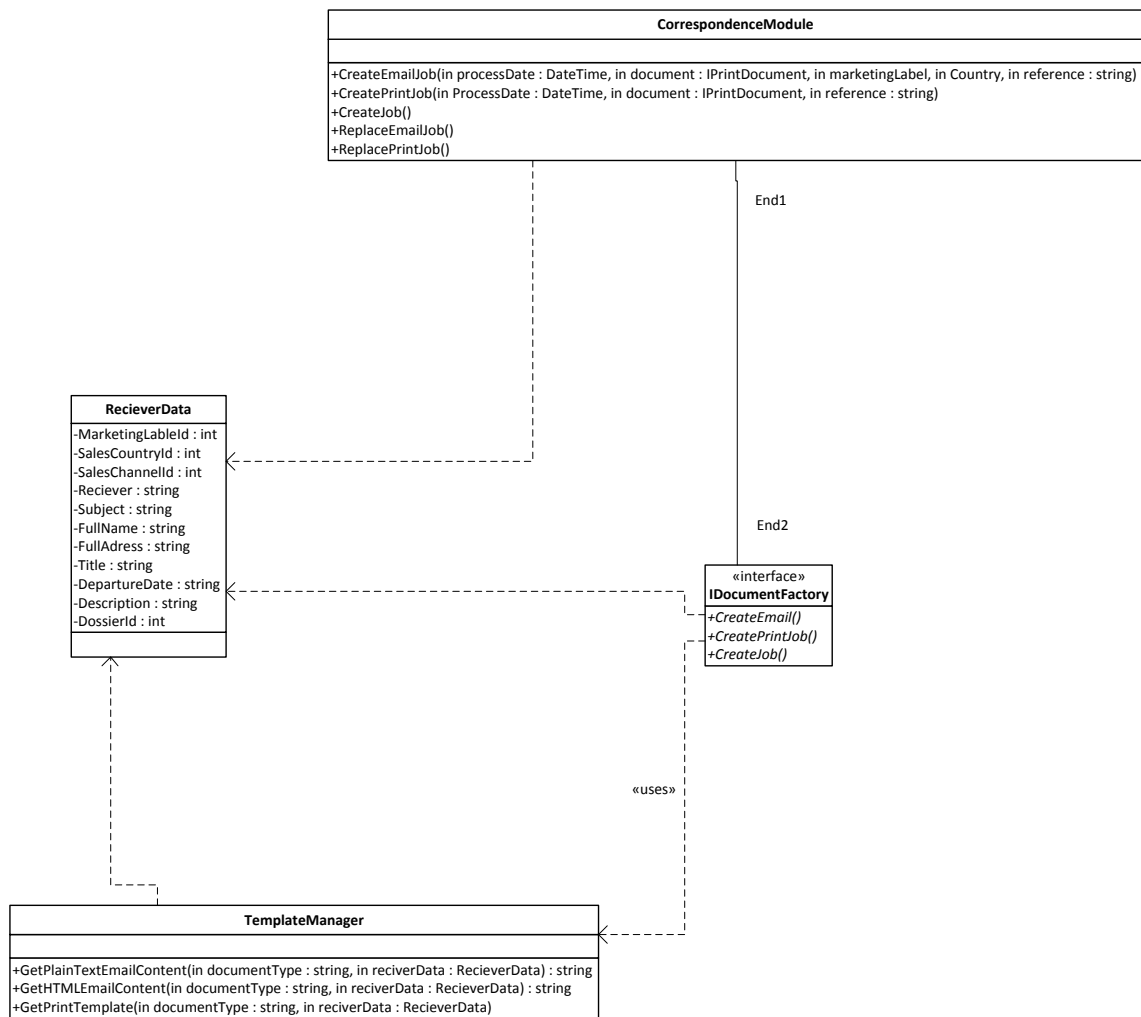 CorrespondenceModule
+CreateEmailJob(in processDate : DateTime, in document : IPrintDocument, in marketingLabel, in Country, in reference : string)
+CreatePrintJob(in ProcessDate : DateTime, in document : IPrintDocument, in reference : string)
+CreateJob()
+ReplaceEmailJob()
+ReplacePrintJob()
End1
RecieverData
-MarketingLableId : int
-SalesCountryId : int
-SalesChannelId : int
-Reciever : string
-Subject : string
-FullName : string
-FullAdress : string
-Title : string
-DepartureDate : string
-Description : string
-DossierId : int
End2
«interface»
IDocumentFactory
+CreateEmail()
+CreatePrintJob()
+CreateJob()
«uses»
TemplateManager
+GetPlainTextEmailContent(in documentType : string, in reciverData : RecieverData) : string
+GetHTMLEmailContent(in documentType : string, in reciverData : RecieverData) : string
+GetPrintTemplate(in documentType : string, in reciverData : RecieverData)